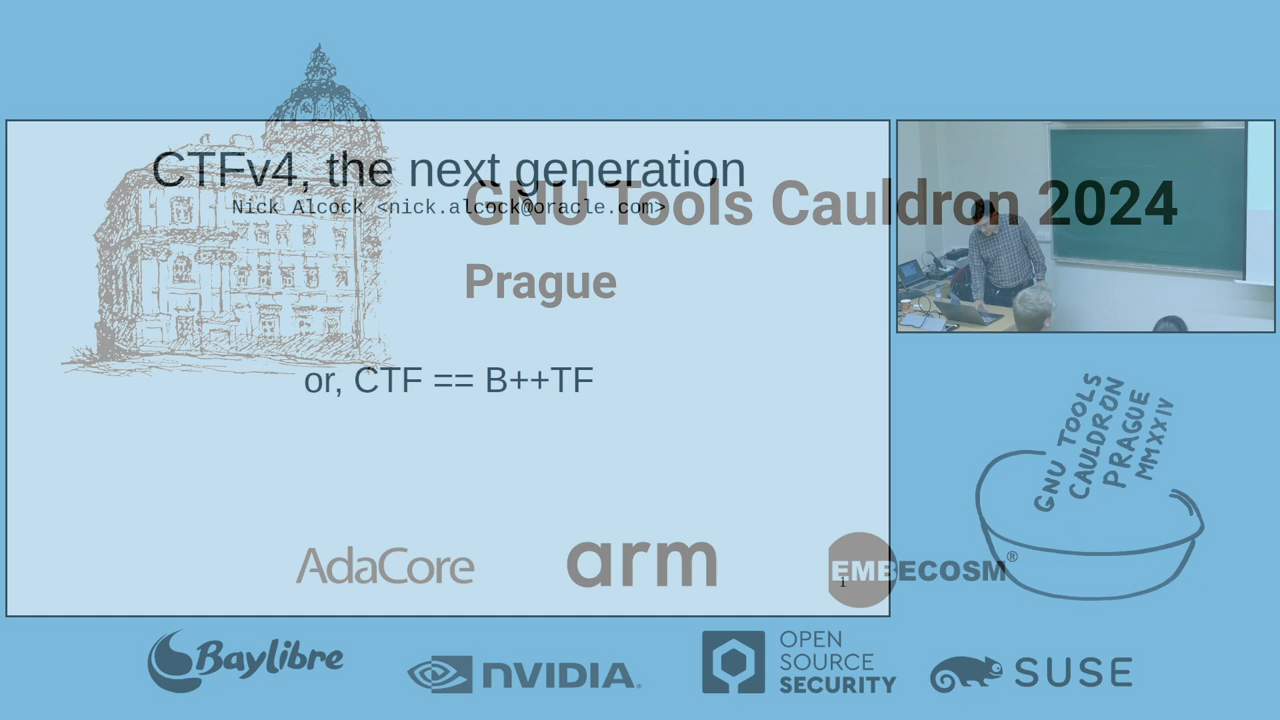 CTFv4, the next generation
Nick Alcock <nick.alcock@oracle.com>
GNU Tools Cauldron 2024
Prague
or, CTF == B++TF
GNU TOOLS
CAULDRON
PRAGUE
MMXXIV
AdaCore
arm
EMBECOSM®
1
Baylibre
NVIDIA.
OPEN
SOURCE
SECURITY
SUSE